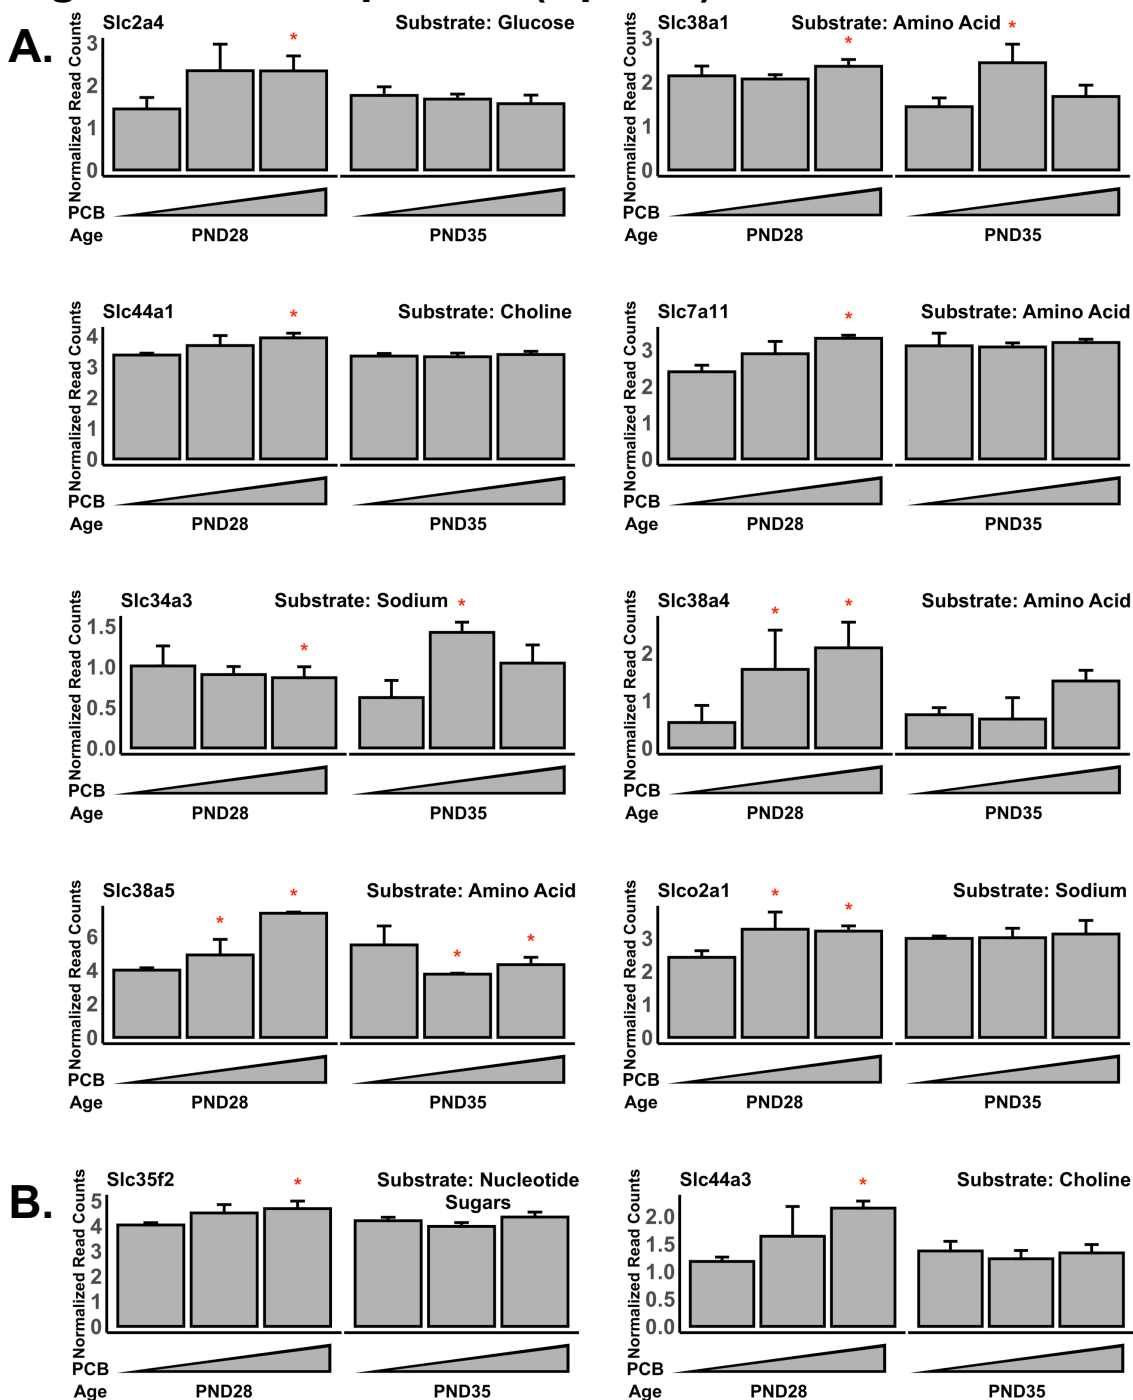 A.
Slc2a4 Substrate: Glucose
Normalized Read Counts
3
2
1
0
PCB
Age PND28 PND35
Slc38a1 Substrate: Amino Acid
* *
Normalized Read Counts
3
2
1
0
PCB
Age PND28 PND35
Slc44a1 Substrate: Choline
*
Normalized Read Counts
4
3
2
1
0
PCB
Age PND28 PND35
Slc7a11 Substrate: Amino Acid
*
Normalized Read Counts
3
2
1
0
PCB
Age PND28 PND35
Slc34a3 Substrate: Sodium *
*
Normalized Read Counts
1.5
1.0
0.5
0.0
PCB
Age PND28 PND35
Slc38a4 Substrate: Amino Acid
* *
Normalized Read Counts
2
1
0
PCB
Age PND28 PND35
Slc38a5 Substrate: Amino Acid
* * * *
Normalized Read Counts
6
4
2
0
PCB
Age PND28 PND35
Slco2a1 Substrate: Sodium
* *
Normalized Read Counts
3
2
1
0
PCB
Age PND28 PND35
B.
Slc35f2 Substrate: Nucleotide
* Sugars
Normalized Read Counts
5
4
3
2
1
0
PCB
Age PND28 PND35
Slc44a3 Substrate: Choline
*
Normalized Read Counts
2.0
1.5
1.0
0.5
0.0
PCB
Age PND28 PND35